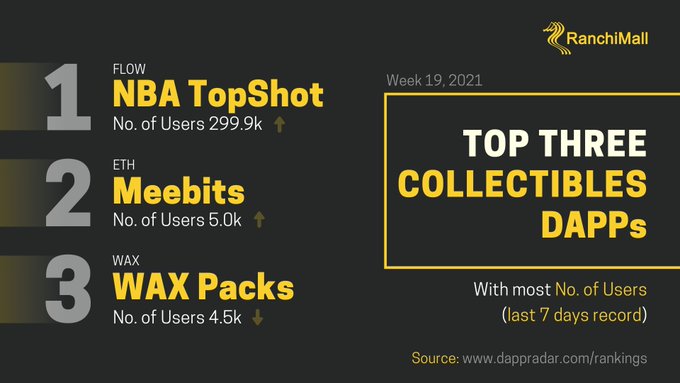 RanchiMall
Week 19, 2021
TOP THREE
COLLECTIBLES
DAPPs
With most No. of Users
(last 7 days record)
1
FLOW
NBA TopShot
No. of Users 299.9k
2
ETH
Meebits
No. of Users 5.0k
3
WAX
WAX Packs
No. of Users 4.5k
Source: www.dappradar.com/rankings